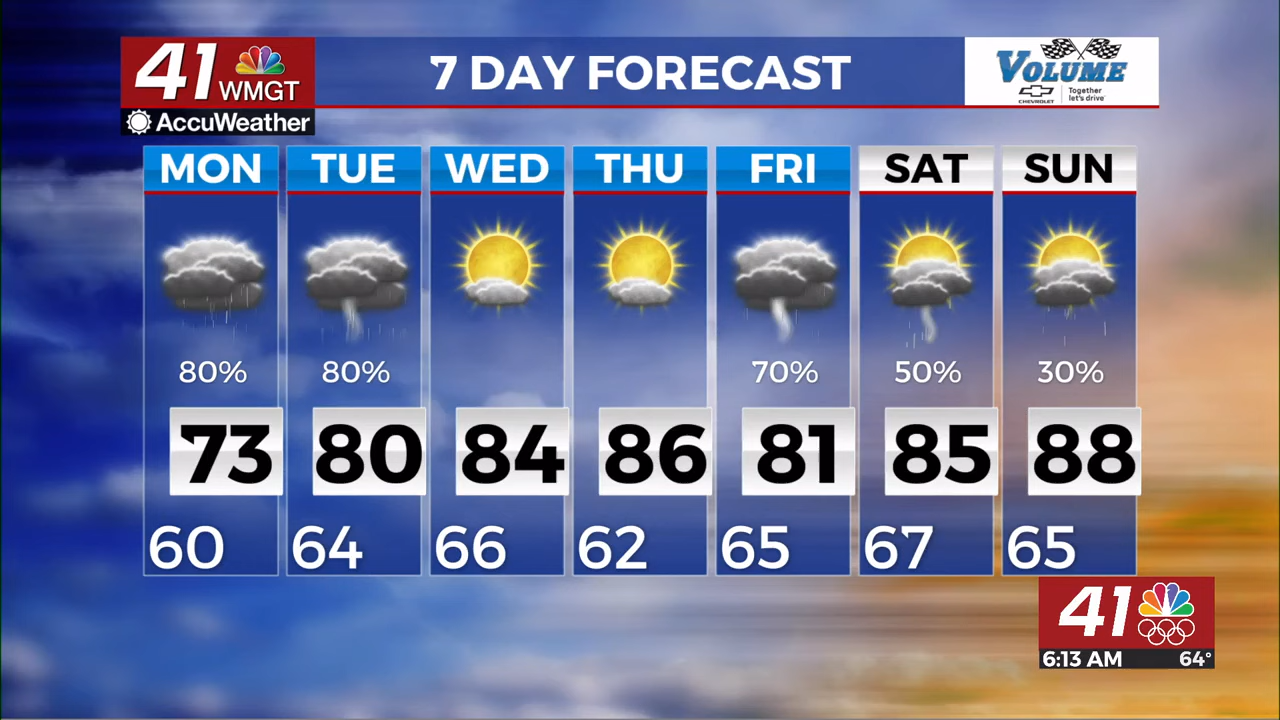 41 WMGT
AccuWeather
7 DAY FORECAST
VOLUME
CHEVROLET
Together
let's drive
MON TUE WED THU FRI SAT SUN
80% 80% 70% 50% 30%
73 80 84 86 81 85 88
60 64 66 62 65 67 65
41
6:13 AM 64°